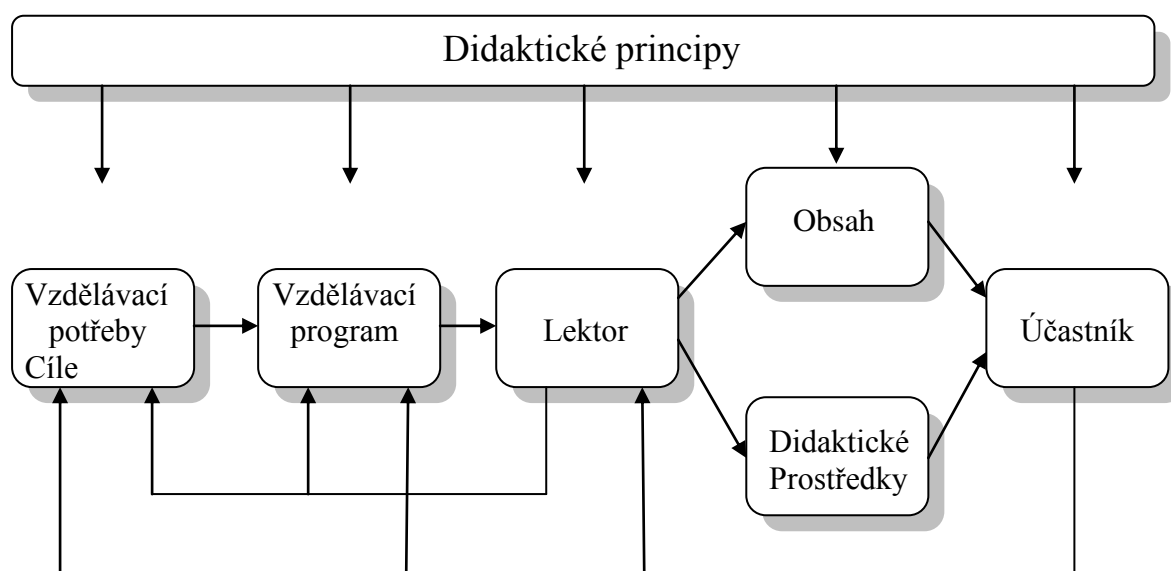 Didaktické principy
Obsah
Vzdělávací
potřeby
Cíle
Vzdělávací
program
Lektor
Účastník
Didaktické
Prostředky